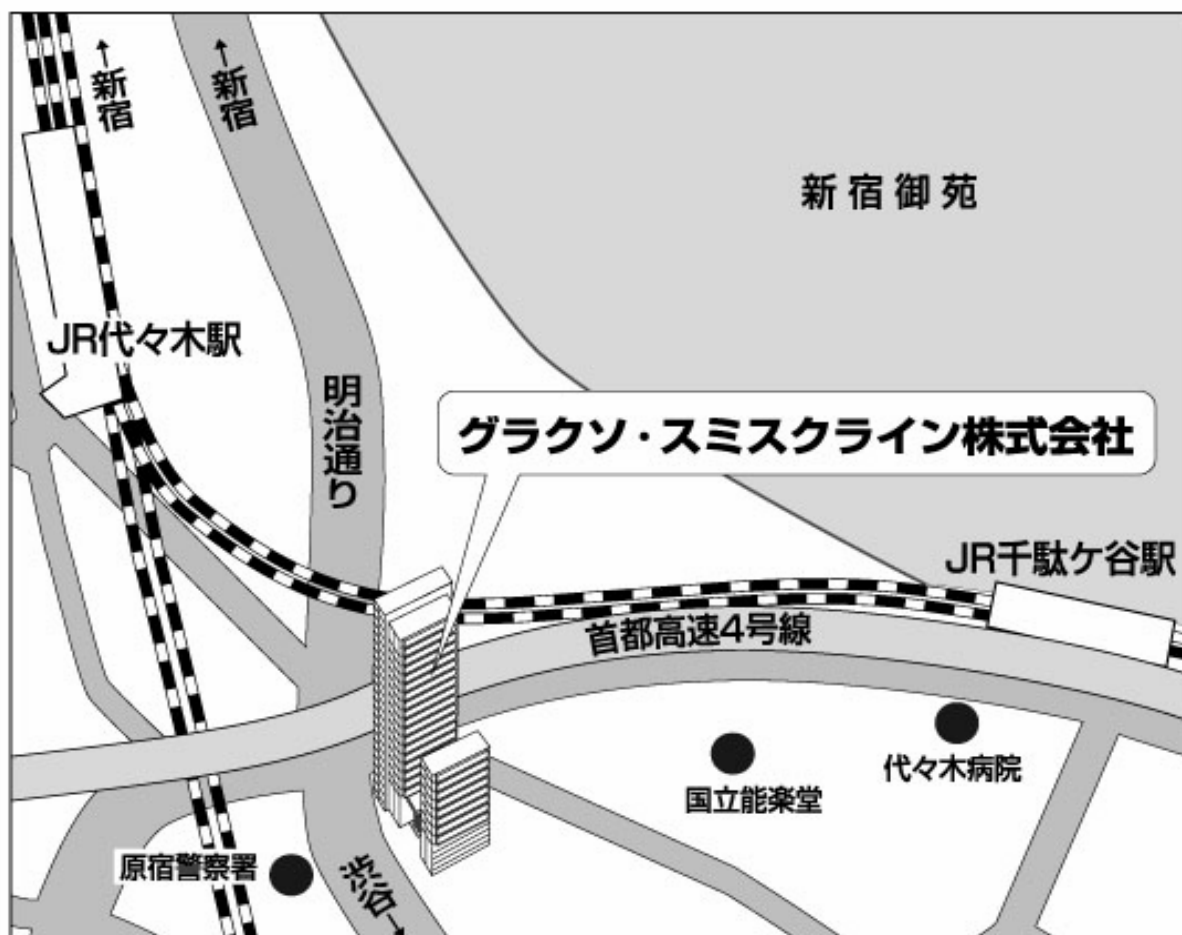 ↑新宿
↑新宿
新宿御苑
JR代々木駅
明治通り
グラクソ・スミスクライン株式会社
JR千駄ケ谷駅
首都高速4号線
代々木病院
国立能楽堂
原宿警察署
渋谷→